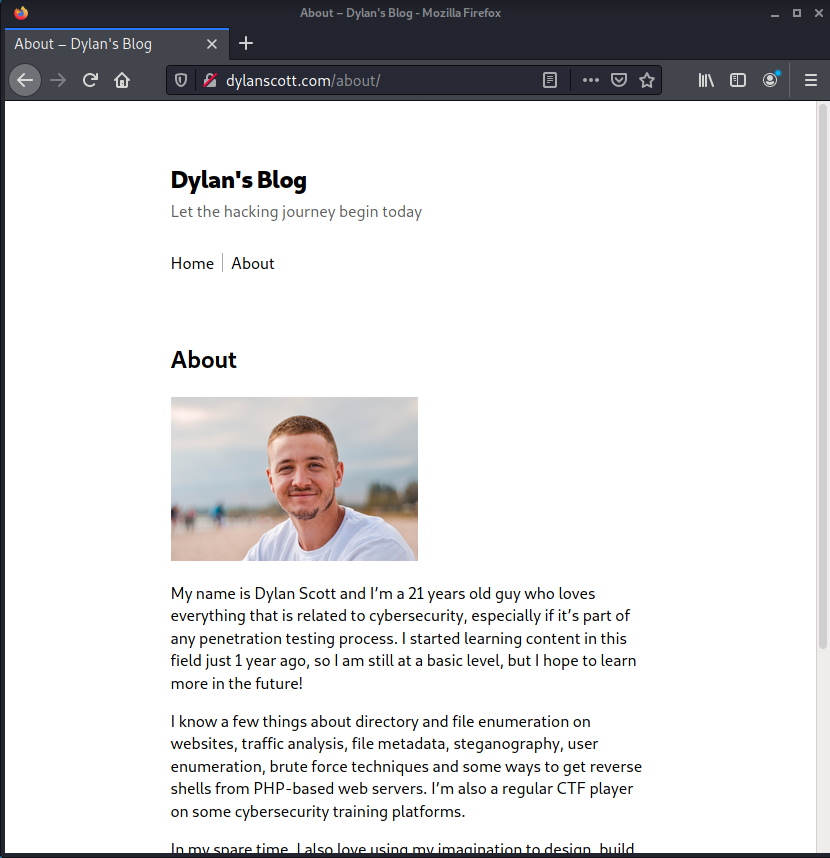 About – Dylan's Blog - Mozilla Firefox
About – Dylan's Blog
dylanscott.com/about/
Dylan's Blog
Let the hacking journey begin today
Home
About
About
My name is Dylan Scott and I’m a 21 years old guy who loves
everything that is related to cybersecurity, especially if it’s part of
any penetration testing process. I started learning content in this
field just 1 year ago, so I am still at a basic level, but I hope to learn
more in the future!
I know a few things about directory and file enumeration on
websites, traffic analysis, file metadata, steganography, user
enumeration, brute force techniques and some ways to get reverse
shells from PHP-based web servers. I’m also a regular CTF player
on some cybersecurity training platforms.
In my spare time, I also love using my imagination to design, build